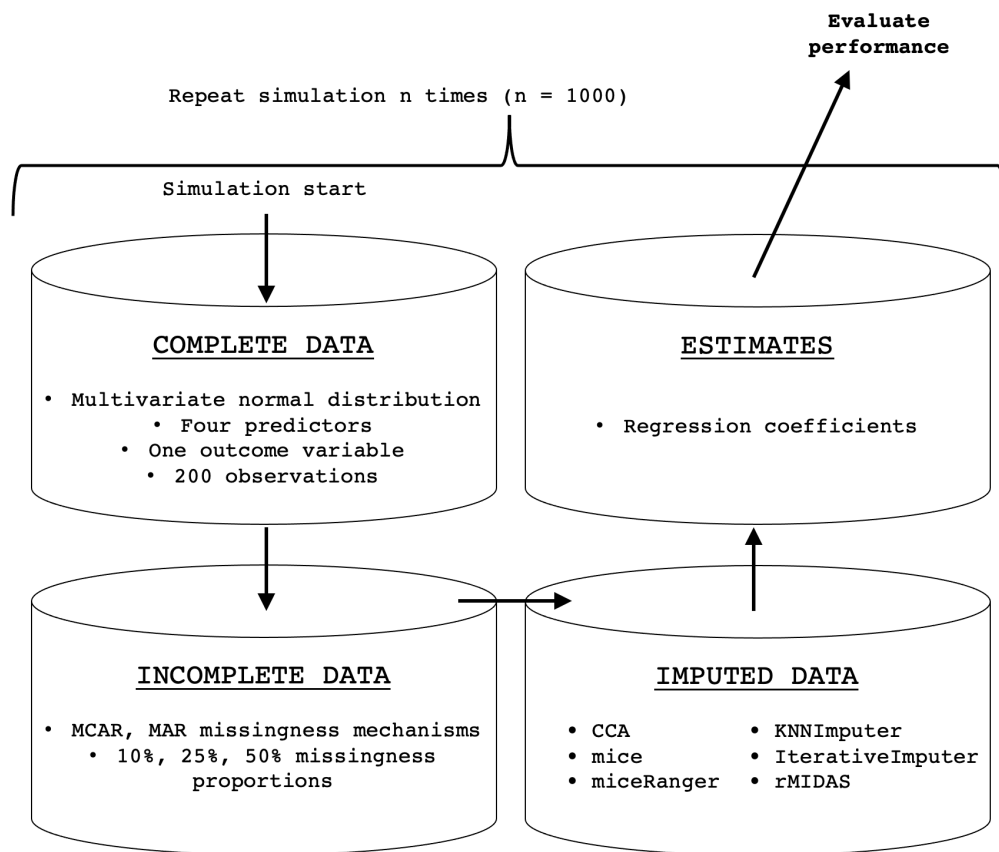 Evaluate
performance
Repeat simulation n times (n = 1000)
Simulation start
COMPLETE DATA
• Multivariate normal distribution
• Four predictors
• One outcome variable
• 200 observations
INCOMPLETE DATA
• MCAR, MAR missingness mechanisms
• 10%, 25%, 50% missingness
proportions
IMPUTED DATA
• CCA
• mice
• miceRanger
• KNNImputer
• IterativeImputer
• rMIDAS
ESTIMATES
• Regression coefficients